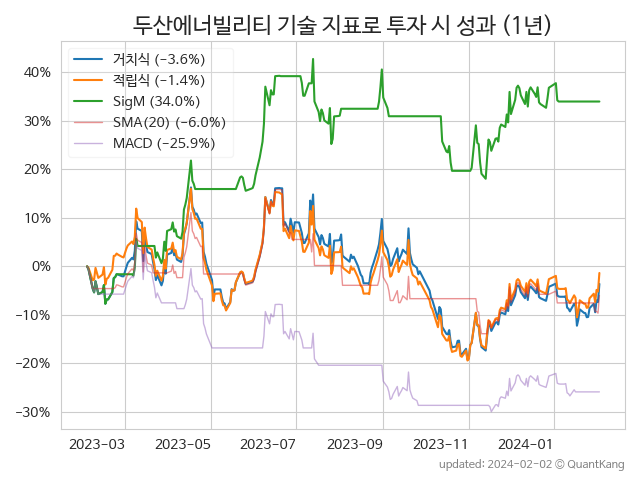 두산에너빌리티 기술 지표로 투자 시 성과 (1년)
거치식 (−3.6%)
적립식 (−1.4%)
SigM (34.0%)
SMA(20) (−6.0%)
MACD (−25.9%)
40%
30%
20%
10%
0%
−10%
−20%
−30%
2023−03 2023−05 2023−07 2023−09 2023−11 2024−01
updated: 2024−02−02 ⓒ QuantKang